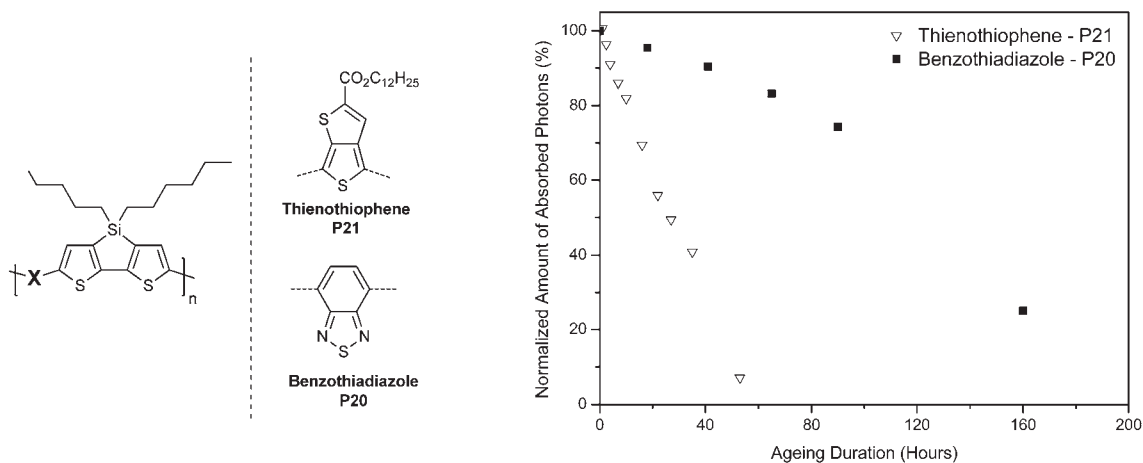 Si
X
S
S
n
CO₂C₁₂H₂₅
S
S
Thienothiophene
P21
N
N
S
Benzothiadiazole
P20
Normalized Amount of Absorbed Photons (%)
100
80
60
40
20
0
Thienothiophene - P21
Benzothiadiazole - P20
0
40
80
120
160
200
Ageing Duration (Hours)